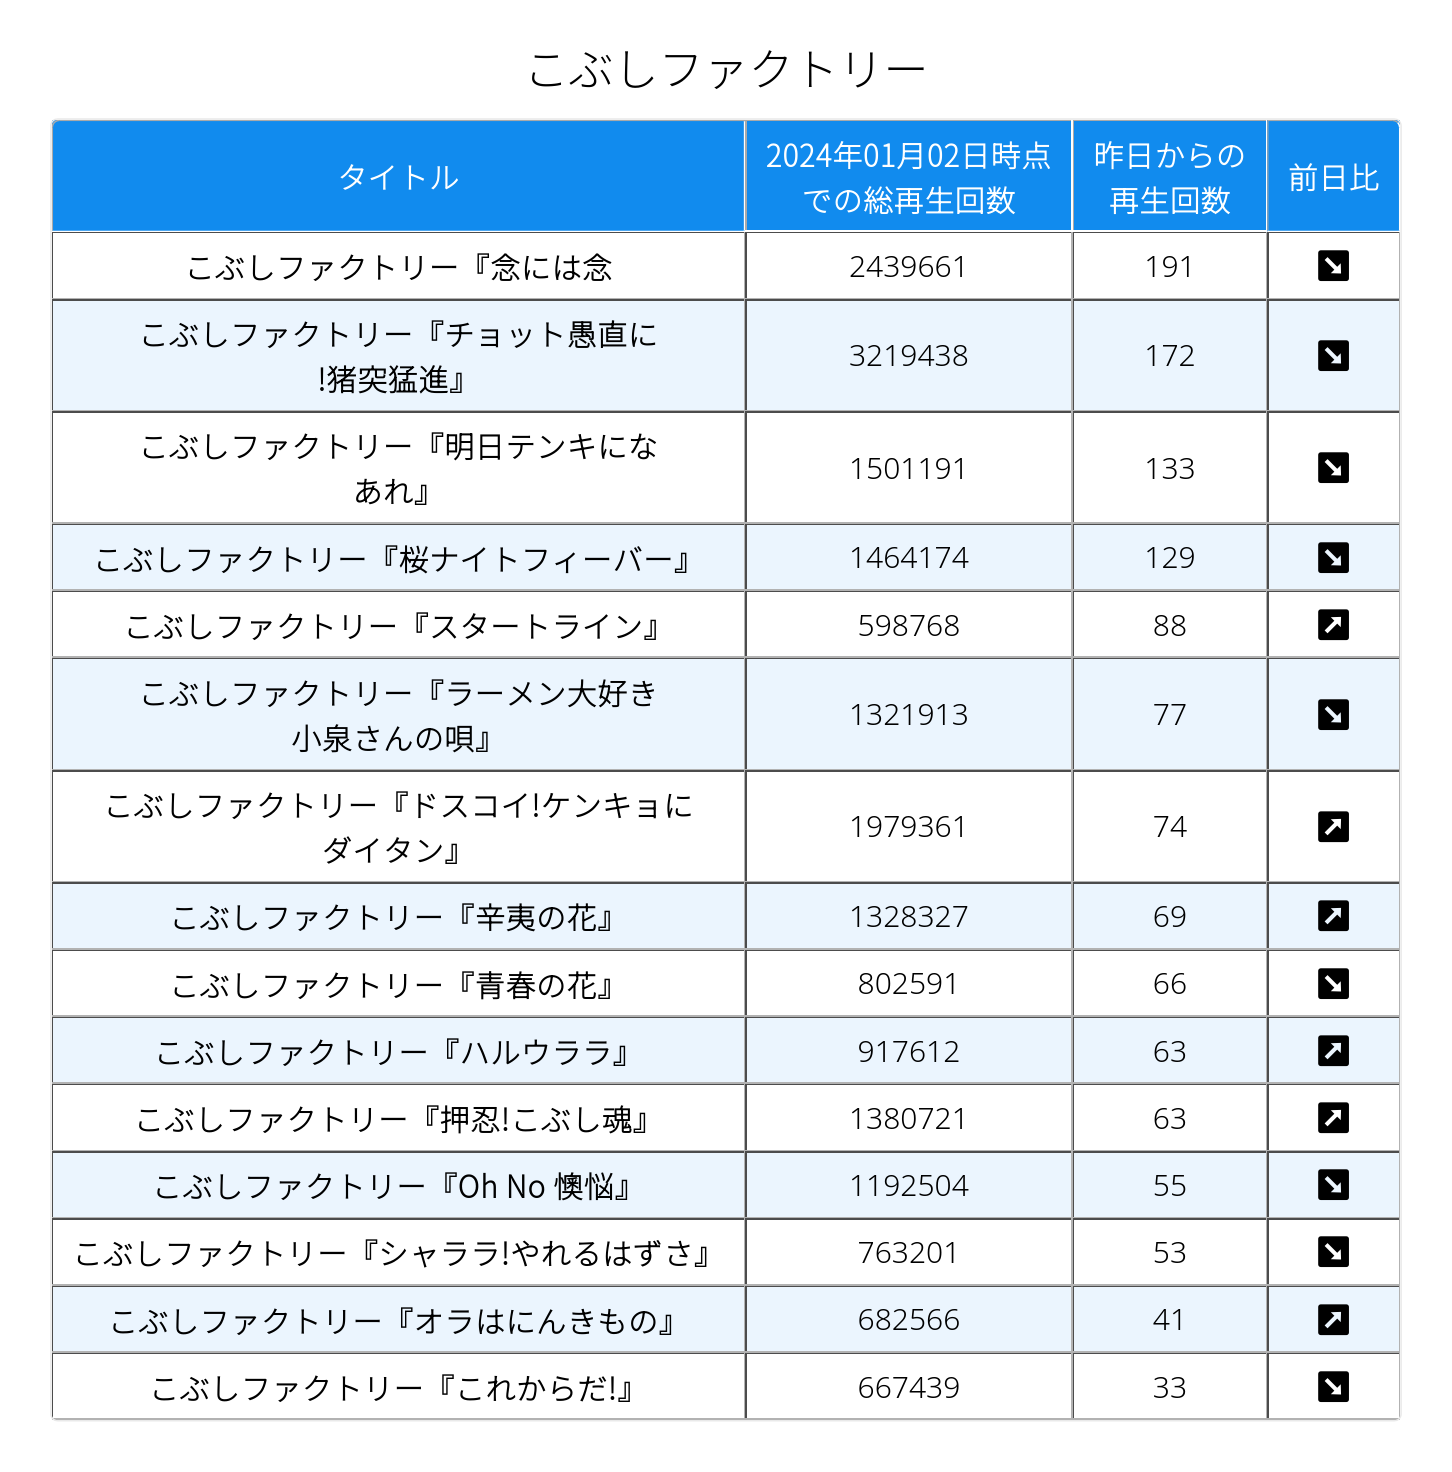 こぶしファクトリー
タイトル
2024年01月02日時点
での総再生回数
昨日からの
再生回数
前日比
こぶしファクトリー『念には念 2439661 191
こぶしファクトリー『チョット愚直に
!猪突猛進』 3219438 172
こぶしファクトリー『明日テンキにな
あれ』 1501191 133
こぶしファクトリー『桜ナイトフィーバー』 1464174 129
こぶしファクトリー『スタートライン』 598768 88
こぶしファクトリー『ラーメン大好き
小泉さんの唄』 1321913 77
こぶしファクトリー『ドスコイ!ケンキョに
ダイタン』 1979361 74
こぶしファクトリー『辛夷の花』 1328327 69
こぶしファクトリー『青春の花』 802591 66
こぶしファクトリー『ハルウララ』 917612 63
こぶしファクトリー『押忍!こぶし魂』 1380721 63
こぶしファクトリー『Oh No 懊悩』 1192504 55
こぶしファクトリー『シャララ!やれるはずさ』 763201 53
こぶしファクトリー『オラはにんきもの』 682566 41
こぶしファクトリー『これからだ!』 667439 33